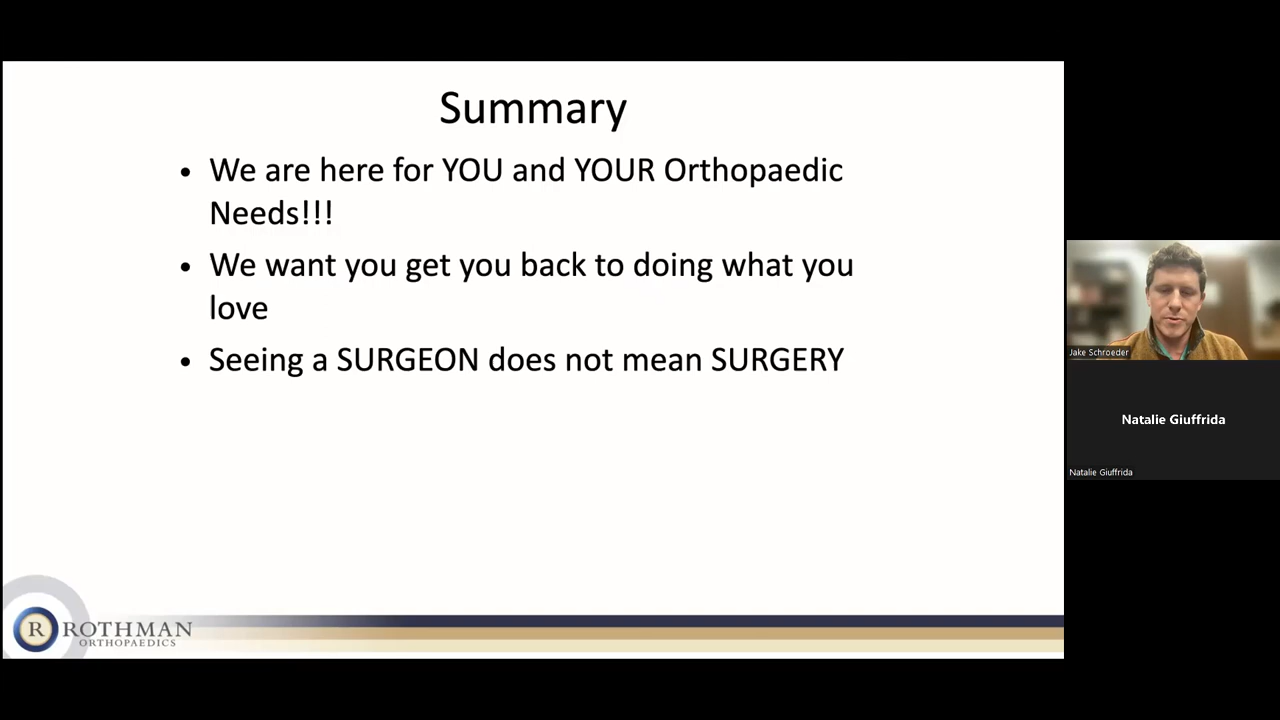 Summary
• We are here for YOU and YOUR Orthopaedic
Needs!!!
• We want you get you back to doing what you
love
• Seeing a SURGEON does not mean SURGERY
R ROTHMAN
ORTHOPAEDICS
Jake Schroeder
Natalie Giuffrida
Natalie Giuffrida